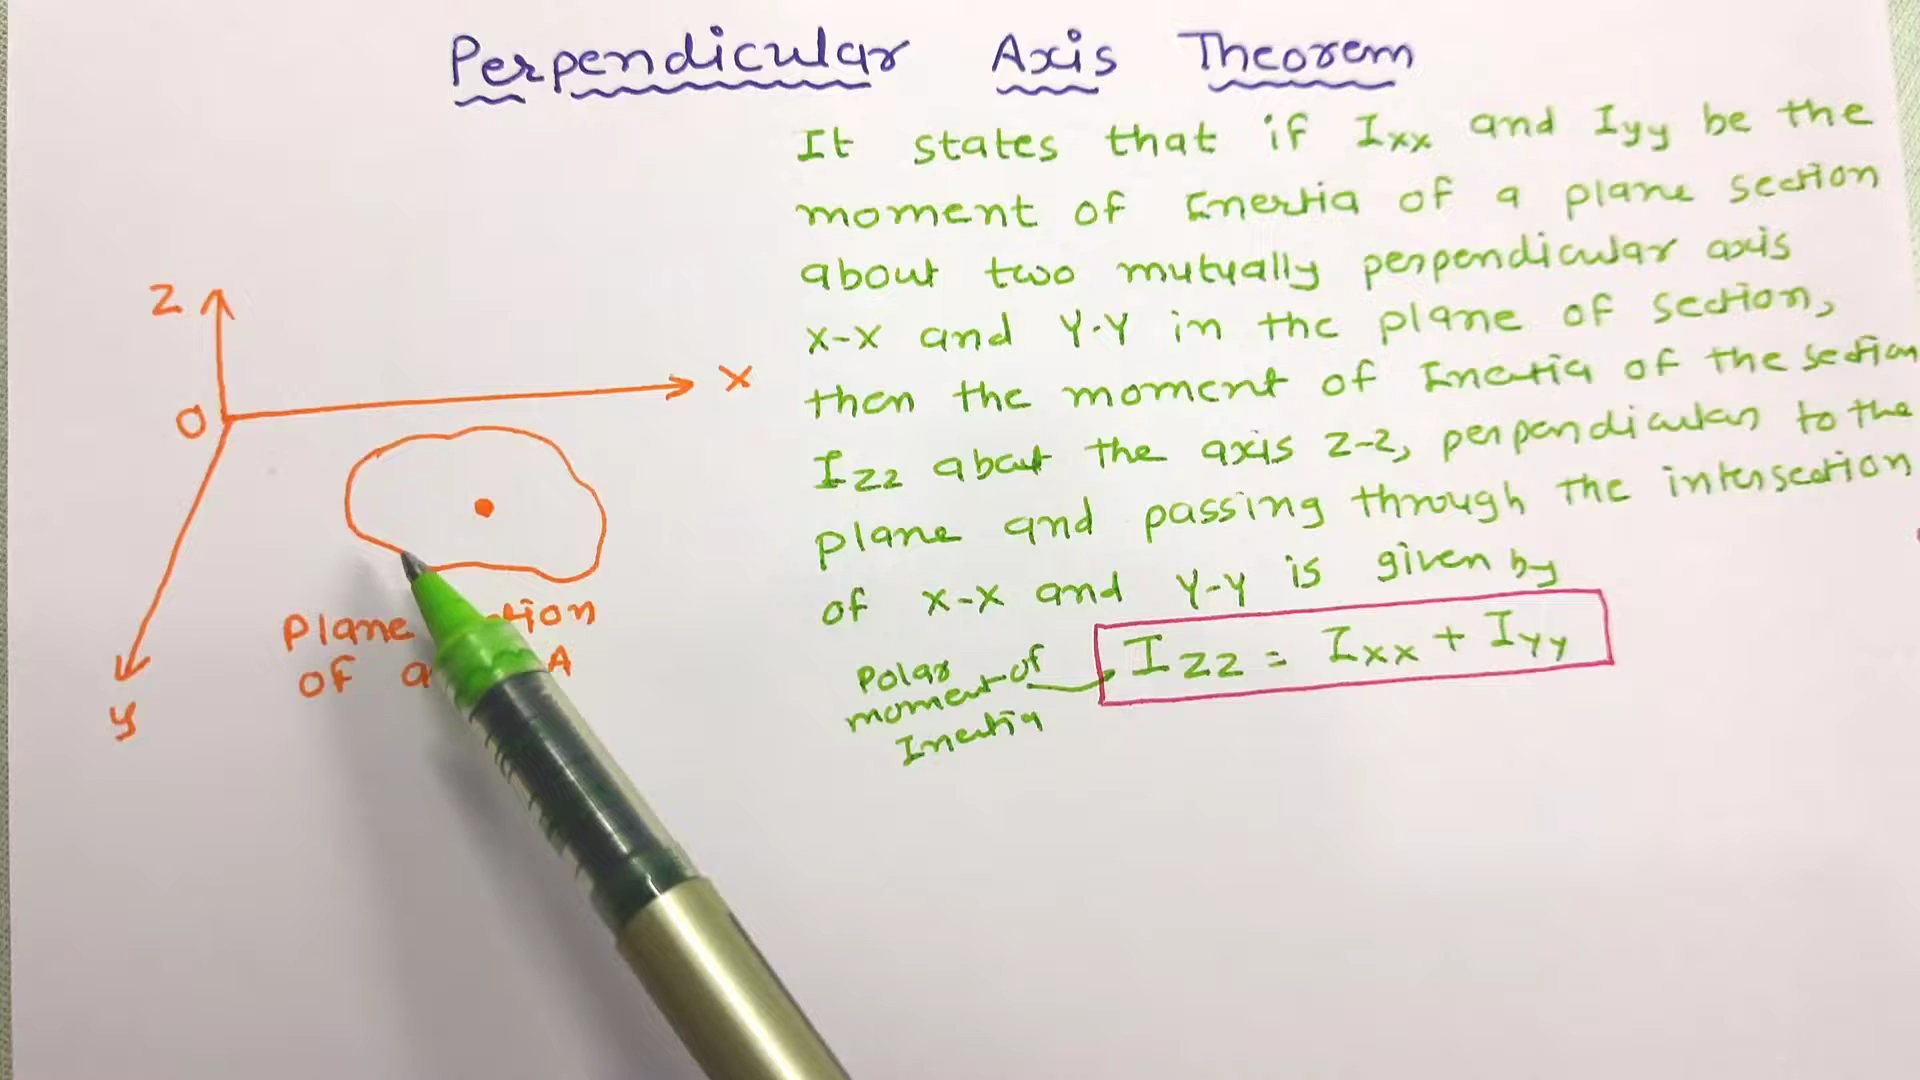 Perpendicular Axis Theorem
It states that if Ixx and Iyy be the
moment of Inertia of a plane section
about two mutually perpendicular axis
X-X and Y-Y in the plane of section,
then the moment of Inertia of the section
Izz about the axis z-z, perpendicular to the
plane and passing through the intersection
of X-X and Y-Y is given by
Izz = Ixx + Iyy
Polar
moment of
Inertia
Z
O
X
y
Plane
of A